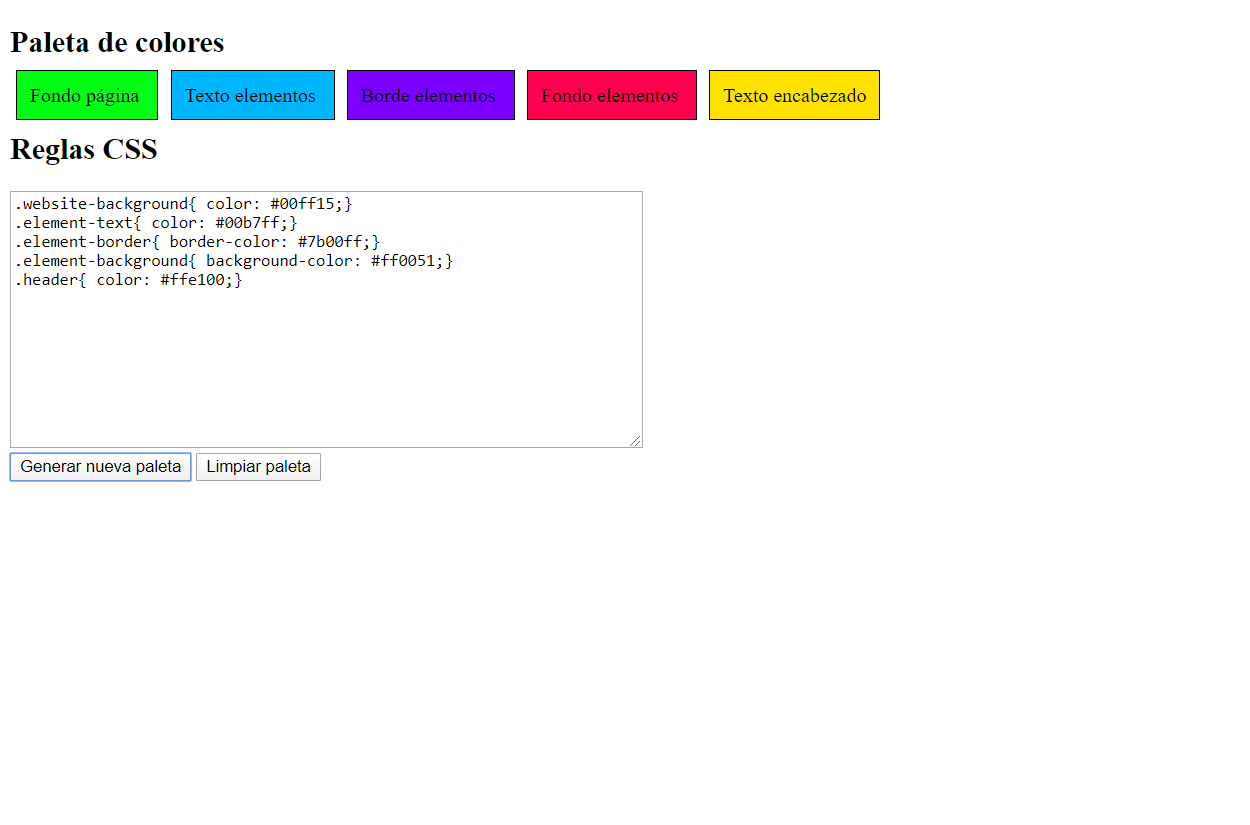 Paleta de colores
Fondo página Texto elementos Borde elementos Fondo elementos Texto encabezado
Reglas CSS
.website-background{ color: #00ff15;}
.element-text{ color: #00b7ff;}
.element-border{ border-color: #7b00ff;}
.element-background{ background-color: #ff0051;}
.header{ color: #ffe100;}
Generar nueva paleta Limpiar paleta